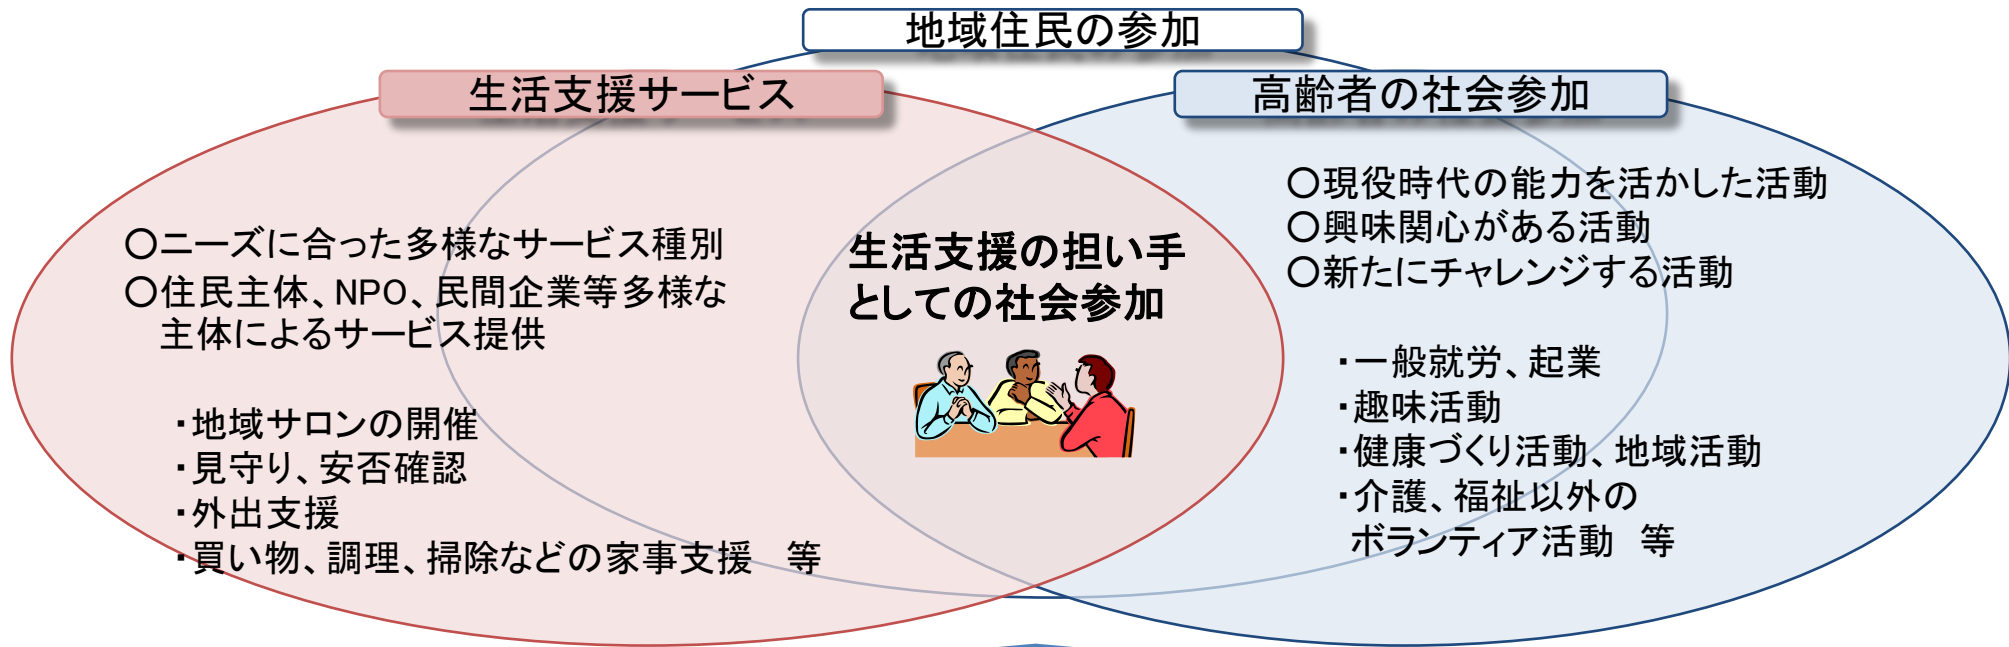 地域住民の参加
生活支援サービス
高齢者の社会参加
○ニーズに合った多様なサービス種別
○住民主体、NPO、民間企業等多様な
主体によるサービス提供
・地域サロンの開催
・見守り、安否確認
・外出支援
・買い物、調理、掃除などの家事支援　等
生活支援の担い手
としての社会参加
○現役時代の能力を活かした活動
○興味関心がある活動
○新たにチャレンジする活動
・一般就労、起業
・趣味活動
・健康づくり活動、地域活動
・介護、福祉以外の
ボランティア活動　等